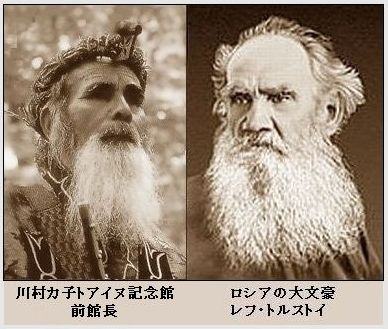 川村カ子トアイヌ記念館
前館長
ロシアの大文豪
レフ・トルストイ